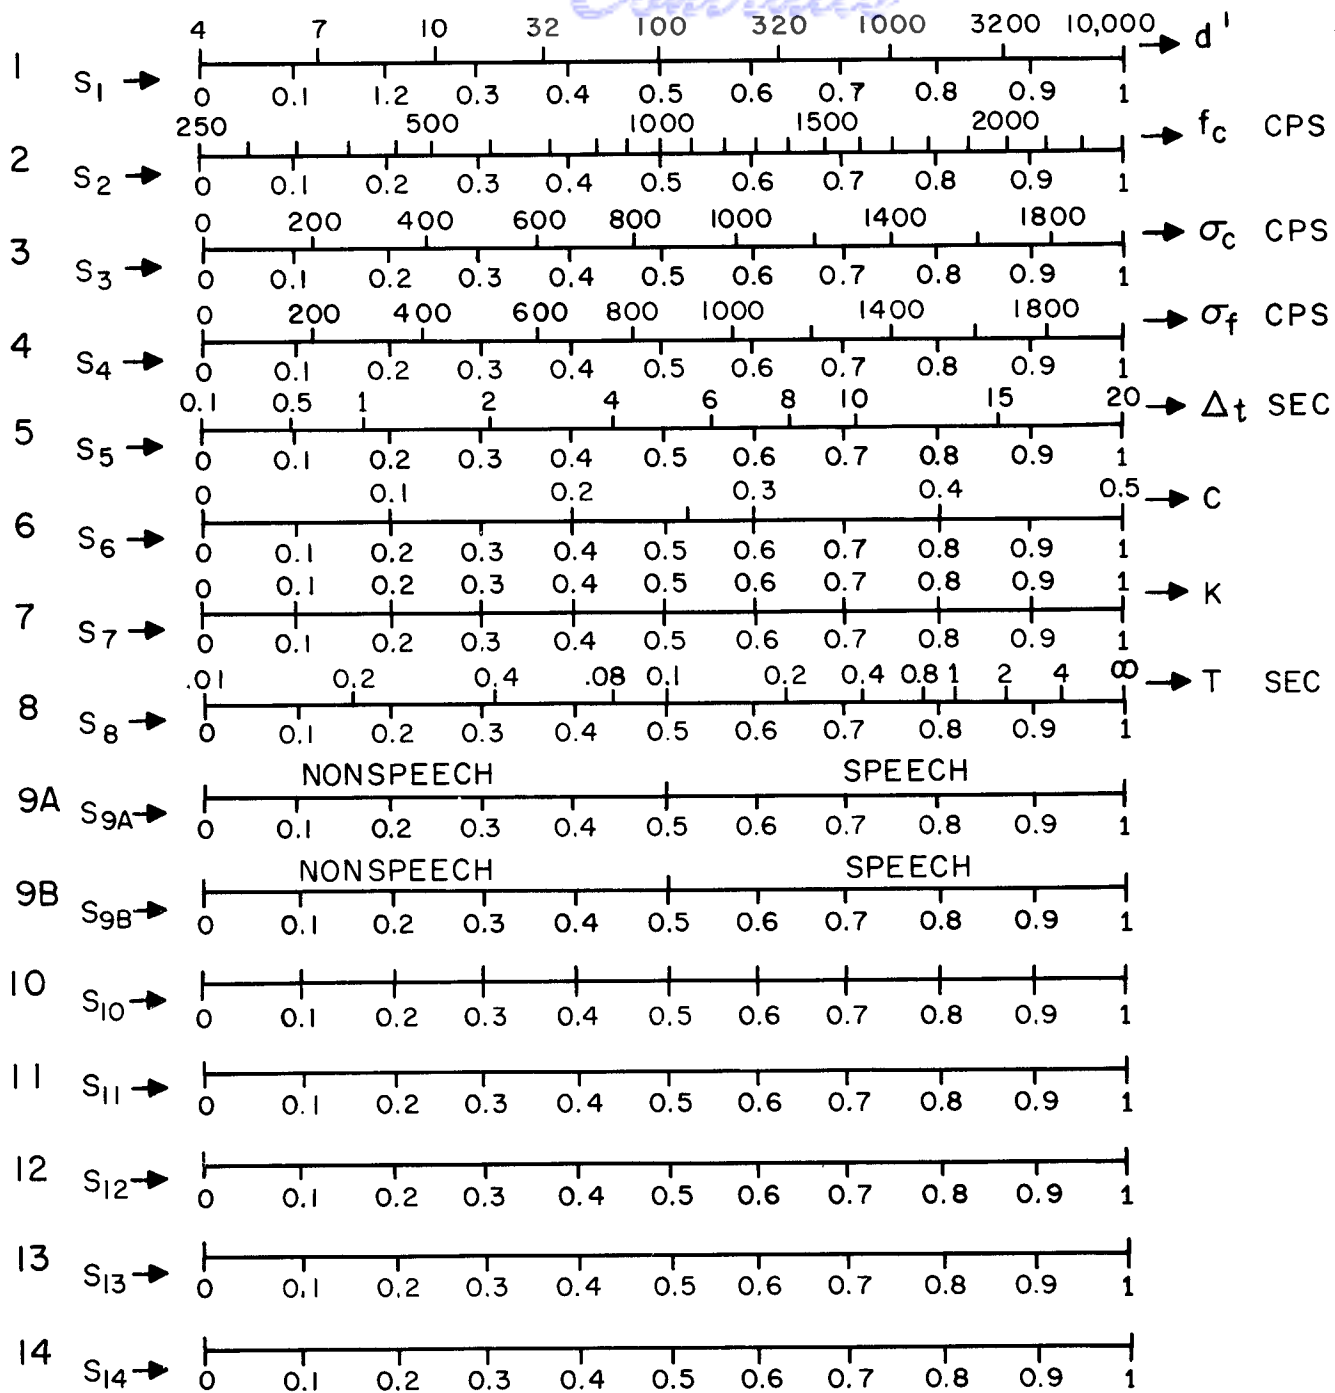 4 7 10 32 100 320 1000 3200 10,000 → d'
1 S1 →
0 0.1 1.2 0.3 0.4 0.5 0.6 0.7 0.8 0.9 1
250 500 1000 1500 2000 → fc CPS
2 S2 →
0 0.1 0.2 0.3 0.4 0.5 0.6 0.7 0.8 0.9 1
0 200 400 600 800 1000 1400 1800 → σc CPS
3 S3 →
0 0.1 0.2 0.3 0.4 0.5 0.6 0.7 0.8 0.9 1
0 200 400 600 800 1000 1400 1800 → σf CPS
4 S4 →
0 0.1 0.2 0.3 0.4 0.5 0.6 0.7 0.8 0.9 1
0.1 0.5 1 2 4 6 8 10 15 20 → Δt SEC
5 S5 →
0 0.1 0.2 0.3 0.4 0.5 0.6 0.7 0.8 0.9 1
0 0.1 0.2 0.3 0.4 0.5 → C
6 S6 →
0 0.1 0.2 0.3 0.4 0.5 0.6 0.7 0.8 0.9 1
0 0.1 0.2 0.3 0.4 0.5 0.6 0.7 0.8 0.9 1 → K
7 S7 →
0 0.1 0.2 0.3 0.4 0.5 0.6 0.7 0.8 0.9 1
.01 0.2 0.4 .08 0.1 0.2 0.4 0.8 1 2 4 ∞ → T SEC
8 S8 →
0 0.1 0.2 0.3 0.4 0.5 0.6 0.7 0.8 0.9 1
NONSPEECH SPEECH
9A S9A →
0 0.1 0.2 0.3 0.4 0.5 0.6 0.7 0.8 0.9 1
NONSPEECH SPEECH
9B S9B →
0 0.1 0.2 0.3 0.4 0.5 0.6 0.7 0.8 0.9 1
10 S10 →
0 0.1 0.2 0.3 0.4 0.5 0.6 0.7 0.8 0.9 1
11 S11 →
0 0.1 0.2 0.3 0.4 0.5 0.6 0.7 0.8 0.9 1
12 S12 →
0 0.1 0.2 0.3 0.4 0.5 0.6 0.7 0.8 0.9 1
13 S13 →
0 0.1 0.2 0.3 0.4 0.5 0.6 0.7 0.8 0.9 1
14 S14 →
0 0.1 0.2 0.3 0.4 0.5 0.6 0.7 0.8 0.9 1